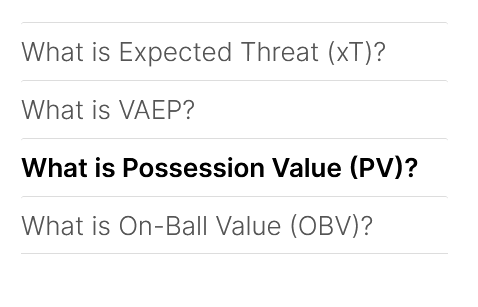 What is Expected Threat (xT)?
What is VAEP?
What is Possession Value (PV)?
What is On-Ball Value (OBV)?